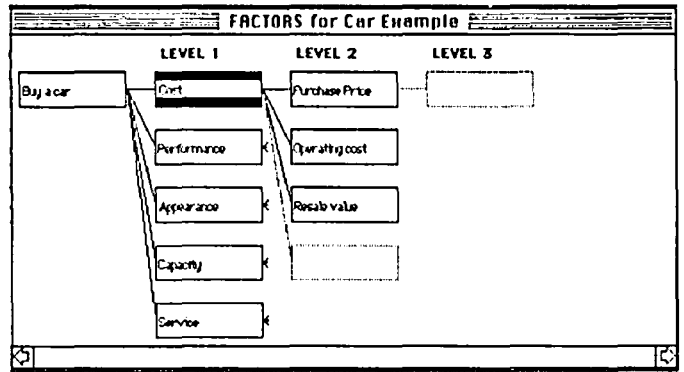 FACTORS for Car Example
LEVEL 1 LEVEL 2 LEVEL 3
Buy a car Cost Purchase Price
Performance Operating cost
Appearance Resale value
Capacity
Service